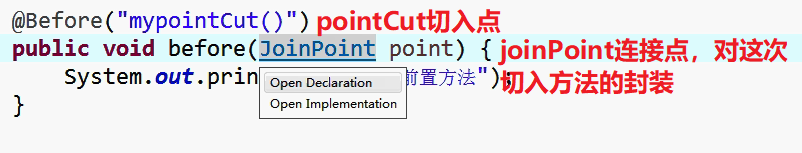 @Before("mypointCut()") pointCut切入点
public void before(JoinPoint point) { joinPoint连接点，对这次
System.out.prin 前置方法"); 切入方法的封装
Open Declaration
Open Implementation
}